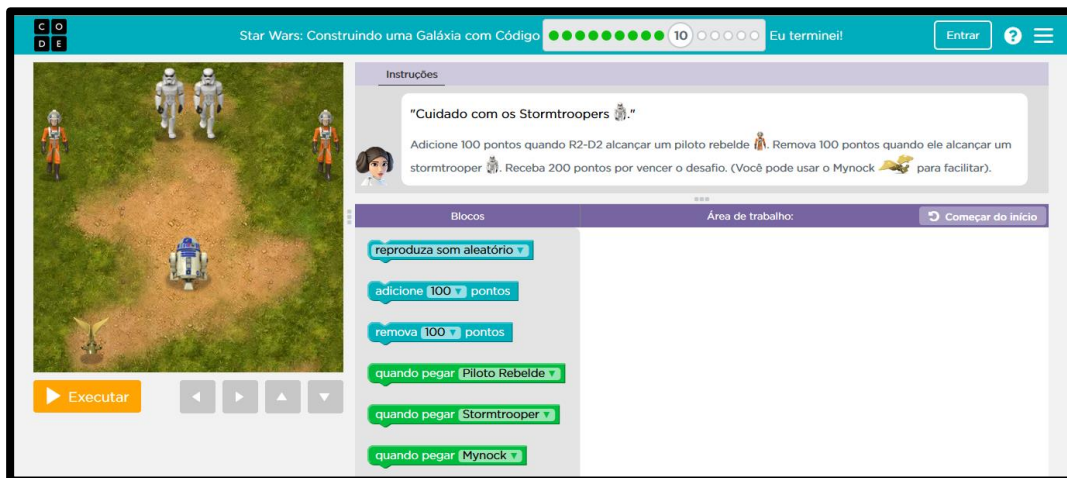 C O
D E
Star Wars: Construindo uma Galáxia com Código
10
Eu terminei!
Entrar
?
Instruções
"Cuidado com os Stormtroopers ."
Adicione 100 pontos quando R2-D2 alcançar um piloto rebelde . Remova 100 pontos quando ele alcançar um
stormtrooper . Receba 200 pontos por vencer o desafio. (Você pode usar o Mynock para facilitar).
Blocos
Área de trabalho:
Começar do início
reproduza som aleatório
adicione 100 pontos
remova 100 pontos
quando pegar Piloto Rebelde
quando pegar Stormtrooper
quando pegar Mynock
Executar